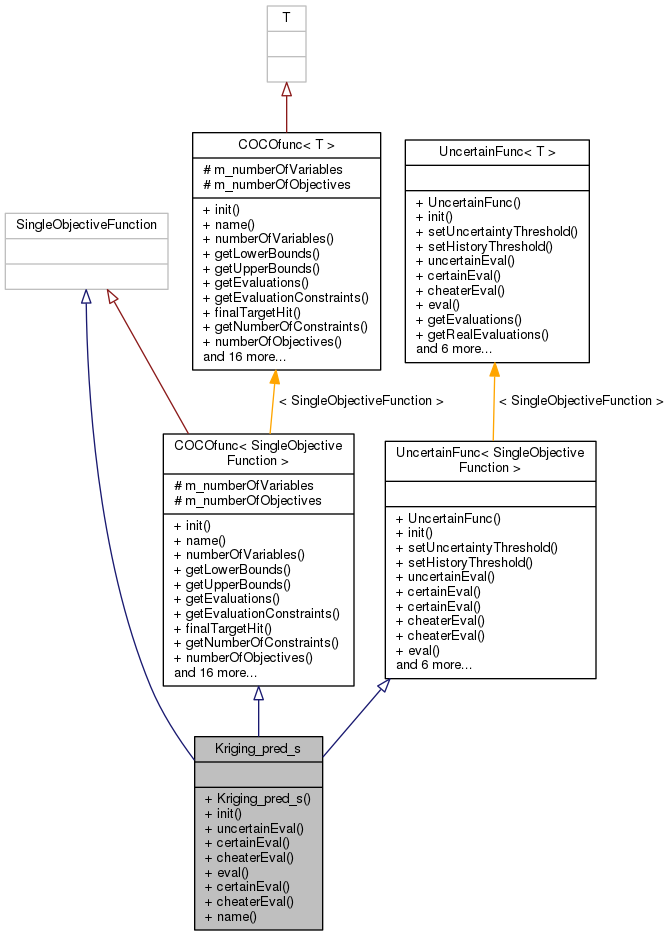 T
COCOfunc< T >
# m_numberOfVariables
# m_numberOfObjectives
+ init()
+ name()
+ numberOfVariables()
+ getLowerBounds()
+ getUpperBounds()
+ getEvaluations()
+ getEvaluationConstraints()
+ finalTargetHit()
+ getNumberOfConstraints()
+ numberOfObjectives()
and 16 more...
UncertainFunc< T >
+ UncertainFunc()
+ init()
+ setUncertaintyThreshold()
+ setHistoryThreshold()
+ uncertainEval()
+ certainEval()
+ cheaterEval()
+ eval()
+ getEvaluations()
+ getRealEvaluations()
and 6 more...
SingleObjectiveFunction
< SingleObjectiveFunction >
< SingleObjectiveFunction >
COCOfunc< SingleObjective
Function >
# m_numberOfVariables
# m_numberOfObjectives
+ init()
+ name()
+ numberOfVariables()
+ getLowerBounds()
+ getUpperBounds()
+ getEvaluations()
+ getEvaluationConstraints()
+ finalTargetHit()
+ getNumberOfConstraints()
+ numberOfObjectives()
and 16 more...
UncertainFunc< SingleObjective
Function >
+ UncertainFunc()
+ init()
+ setUncertaintyThreshold()
+ setHistoryThreshold()
+ uncertainEval()
+ certainEval()
+ certainEval()
+ cheaterEval()
+ cheaterEval()
+ eval()
and 6 more...
Kriging_pred_s
+ Kriging_pred_s()
+ init()
+ uncertainEval()
+ certainEval()
+ cheaterEval()
+ eval()
+ certainEval()
+ cheaterEval()
+ name()